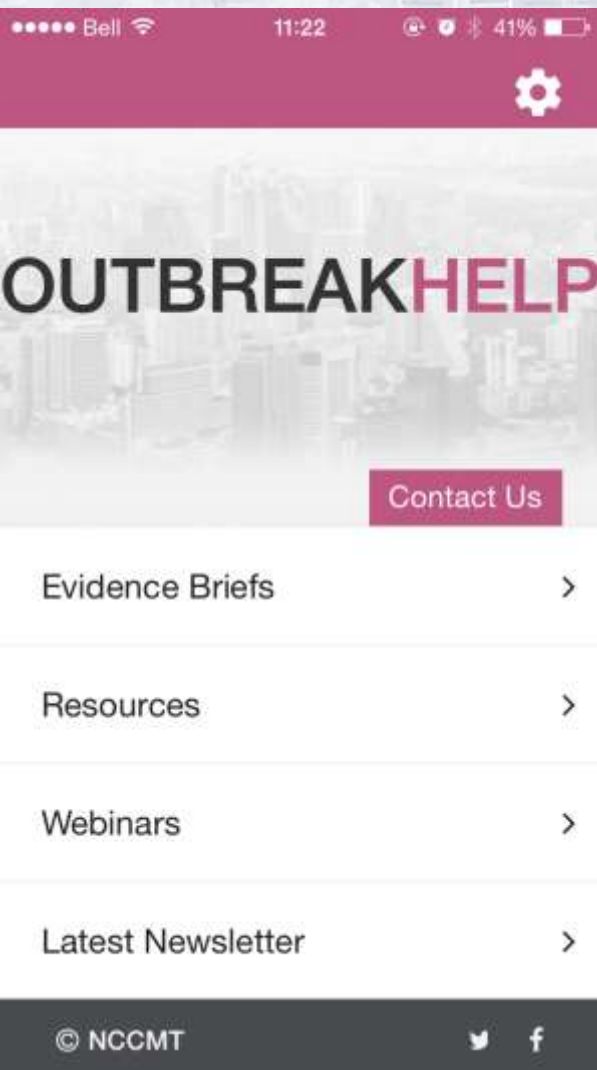 Bell 11:22 41%
OUTBREAKHELP
Contact Us
Evidence Briefs
Resources
Webinars
Latest Newsletter
© NCCMT